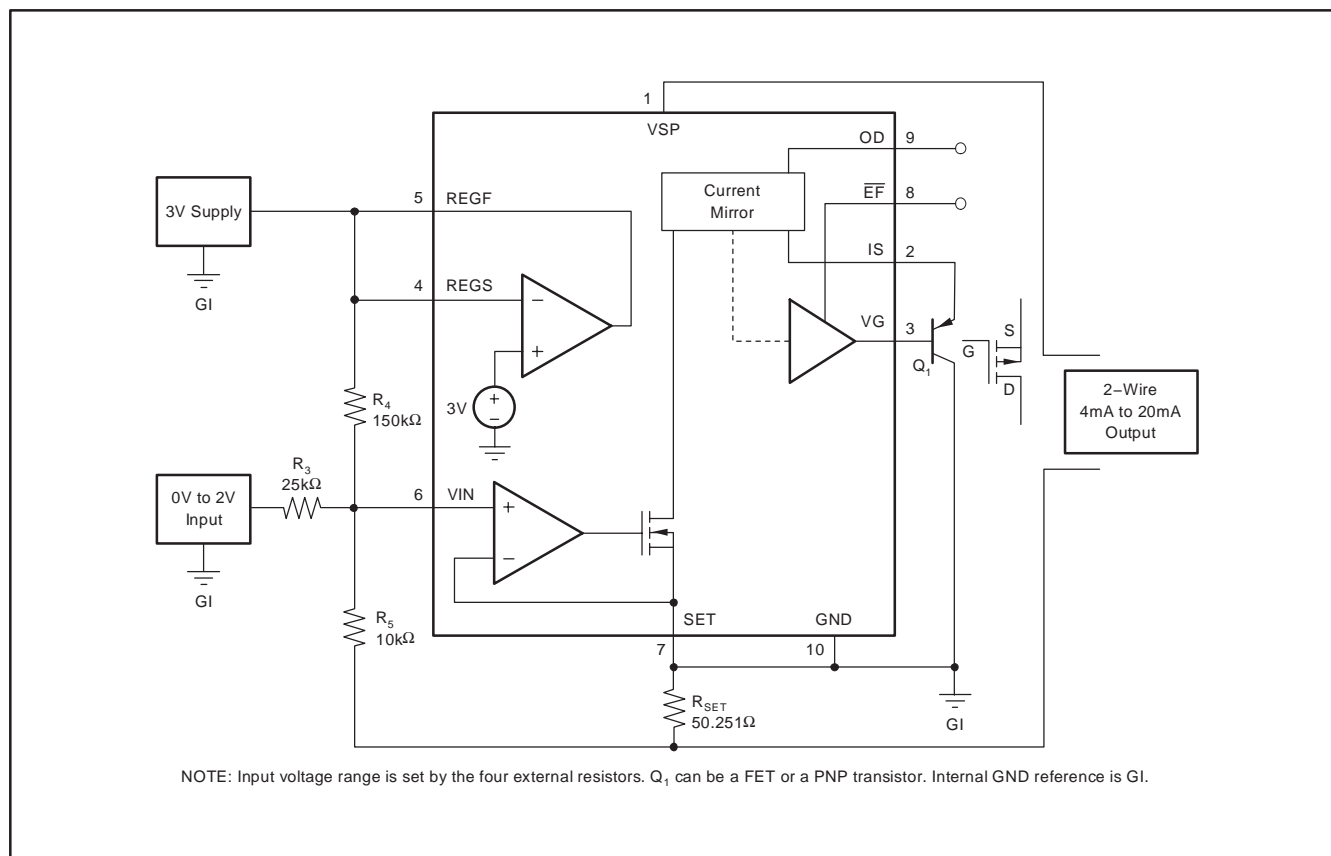 1
VSP
OD
9
EF
8
Current
Mirror
IS
2
5
REGF
3V Supply
GI
4
REGS
−
+
3V
+
−
VG
3
Q1
G
S
D
2−Wire
4mA to 20mA
Output
R4
150kΩ
R3
25kΩ
0V to 2V
Input
GI
6
VIN
+
−
R5
10kΩ
SET
7
GND
10
RSET
50.251Ω
GI
NOTE: Input voltage range is set by the four external resistors. Q1 can be a FET or a PNP transistor. Internal GND reference is GI.